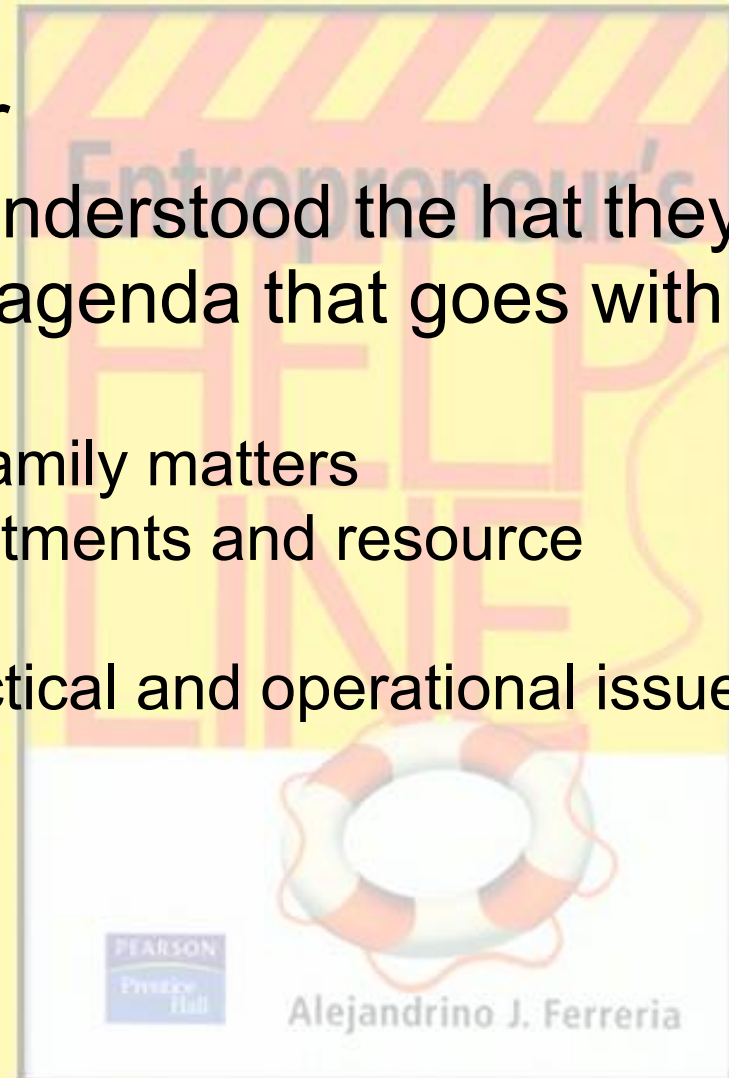 r
Entrepreneur's
nderstood the hat they
agenda that goes with
HELP
amily matters
tments and resource
LINE
ctical and operational issue
PEARSON
Prentice
Hall
Alejandrino J. Ferreria